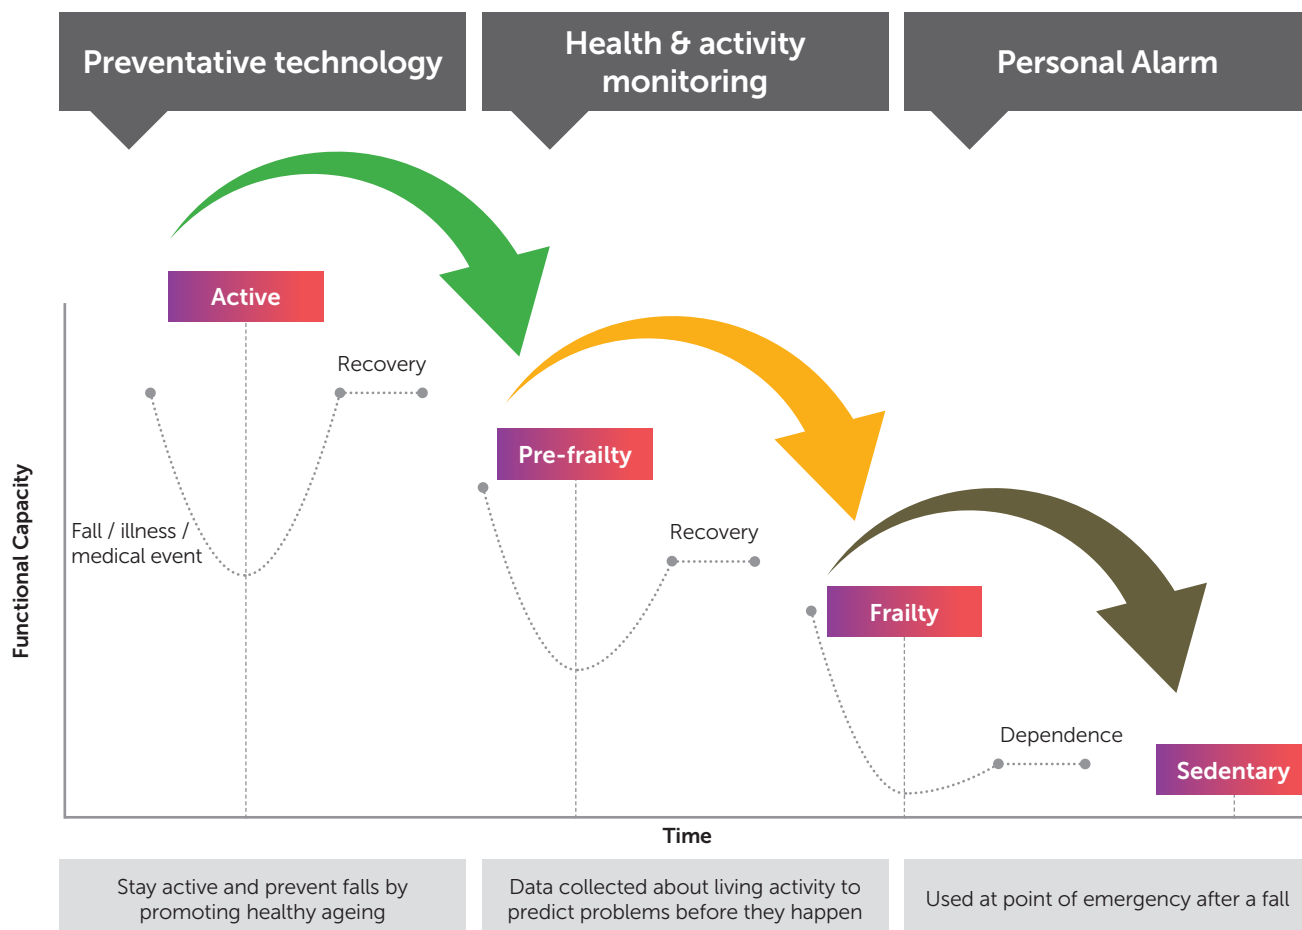 Preventative technology
Health & activity
monitoring
Personal Alarm
Active
Recovery
Pre-frailty
Fall / illness /
medical event
Recovery
Frailty
Dependence
Sedentary
Functional Capacity
Time
Stay active and prevent falls by
promoting healthy ageing
Data collected about living activity to
predict problems before they happen
Used at point of emergency after a fall